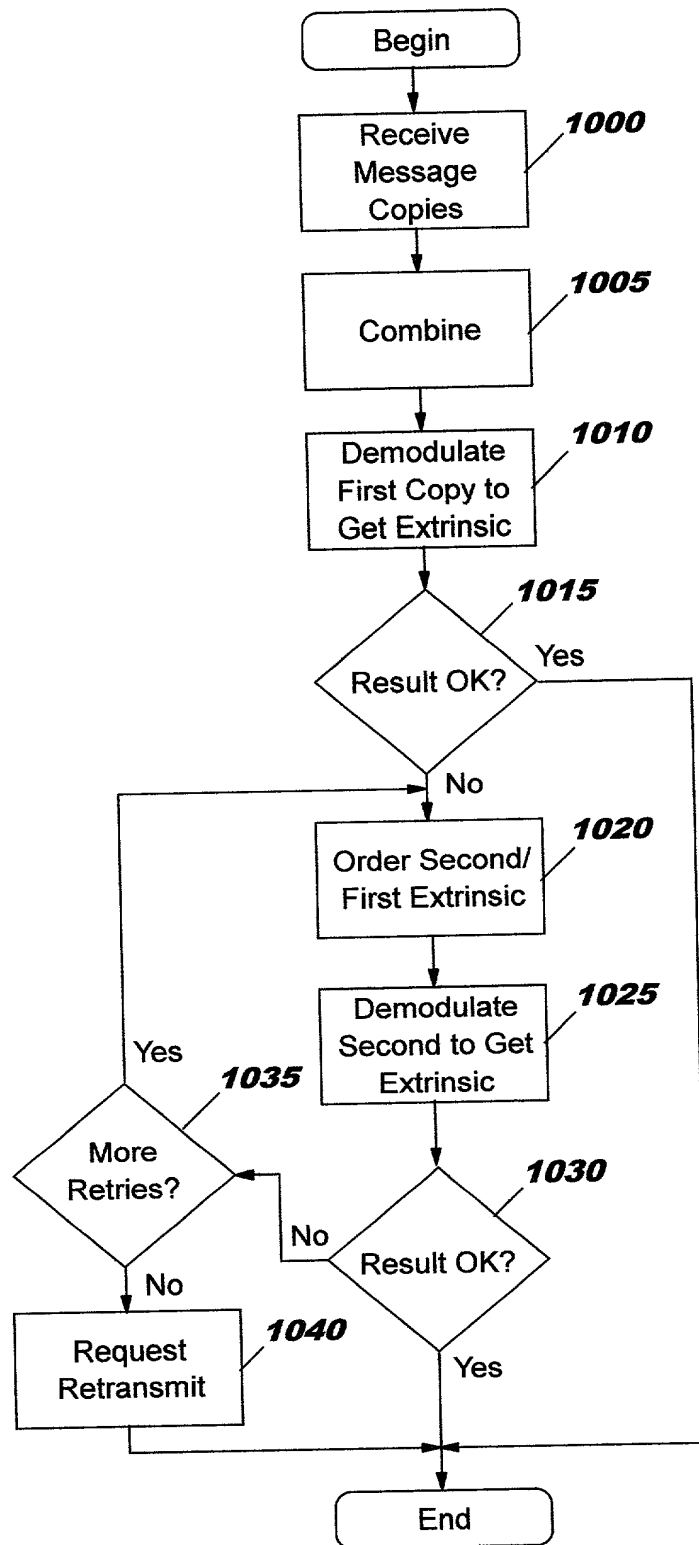 Begin
1000
Receive
Message
Copies
1005
Combine
1010
Demodulate
First Copy to
Get Extrinsic
1015
Result OK?
Yes
No
1020
Order Second/
First Extrinsic
1025
Demodulate
Second to Get
Extrinsic
Yes
1035
More
Retries?
1030
No
Result OK?
No
1040
Request
Retransmit
Yes
End